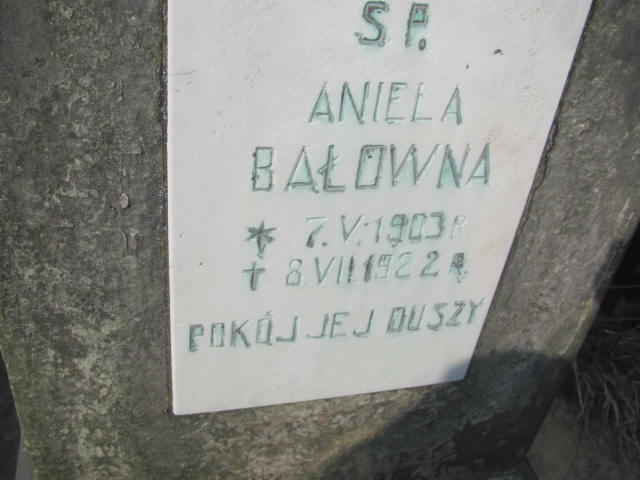 Ś.P.
ANIELA
BAŁOWNA
* 7.V.1903 R.
† 8.VII.1922 R.
POKÓJ JEJ DUSZY